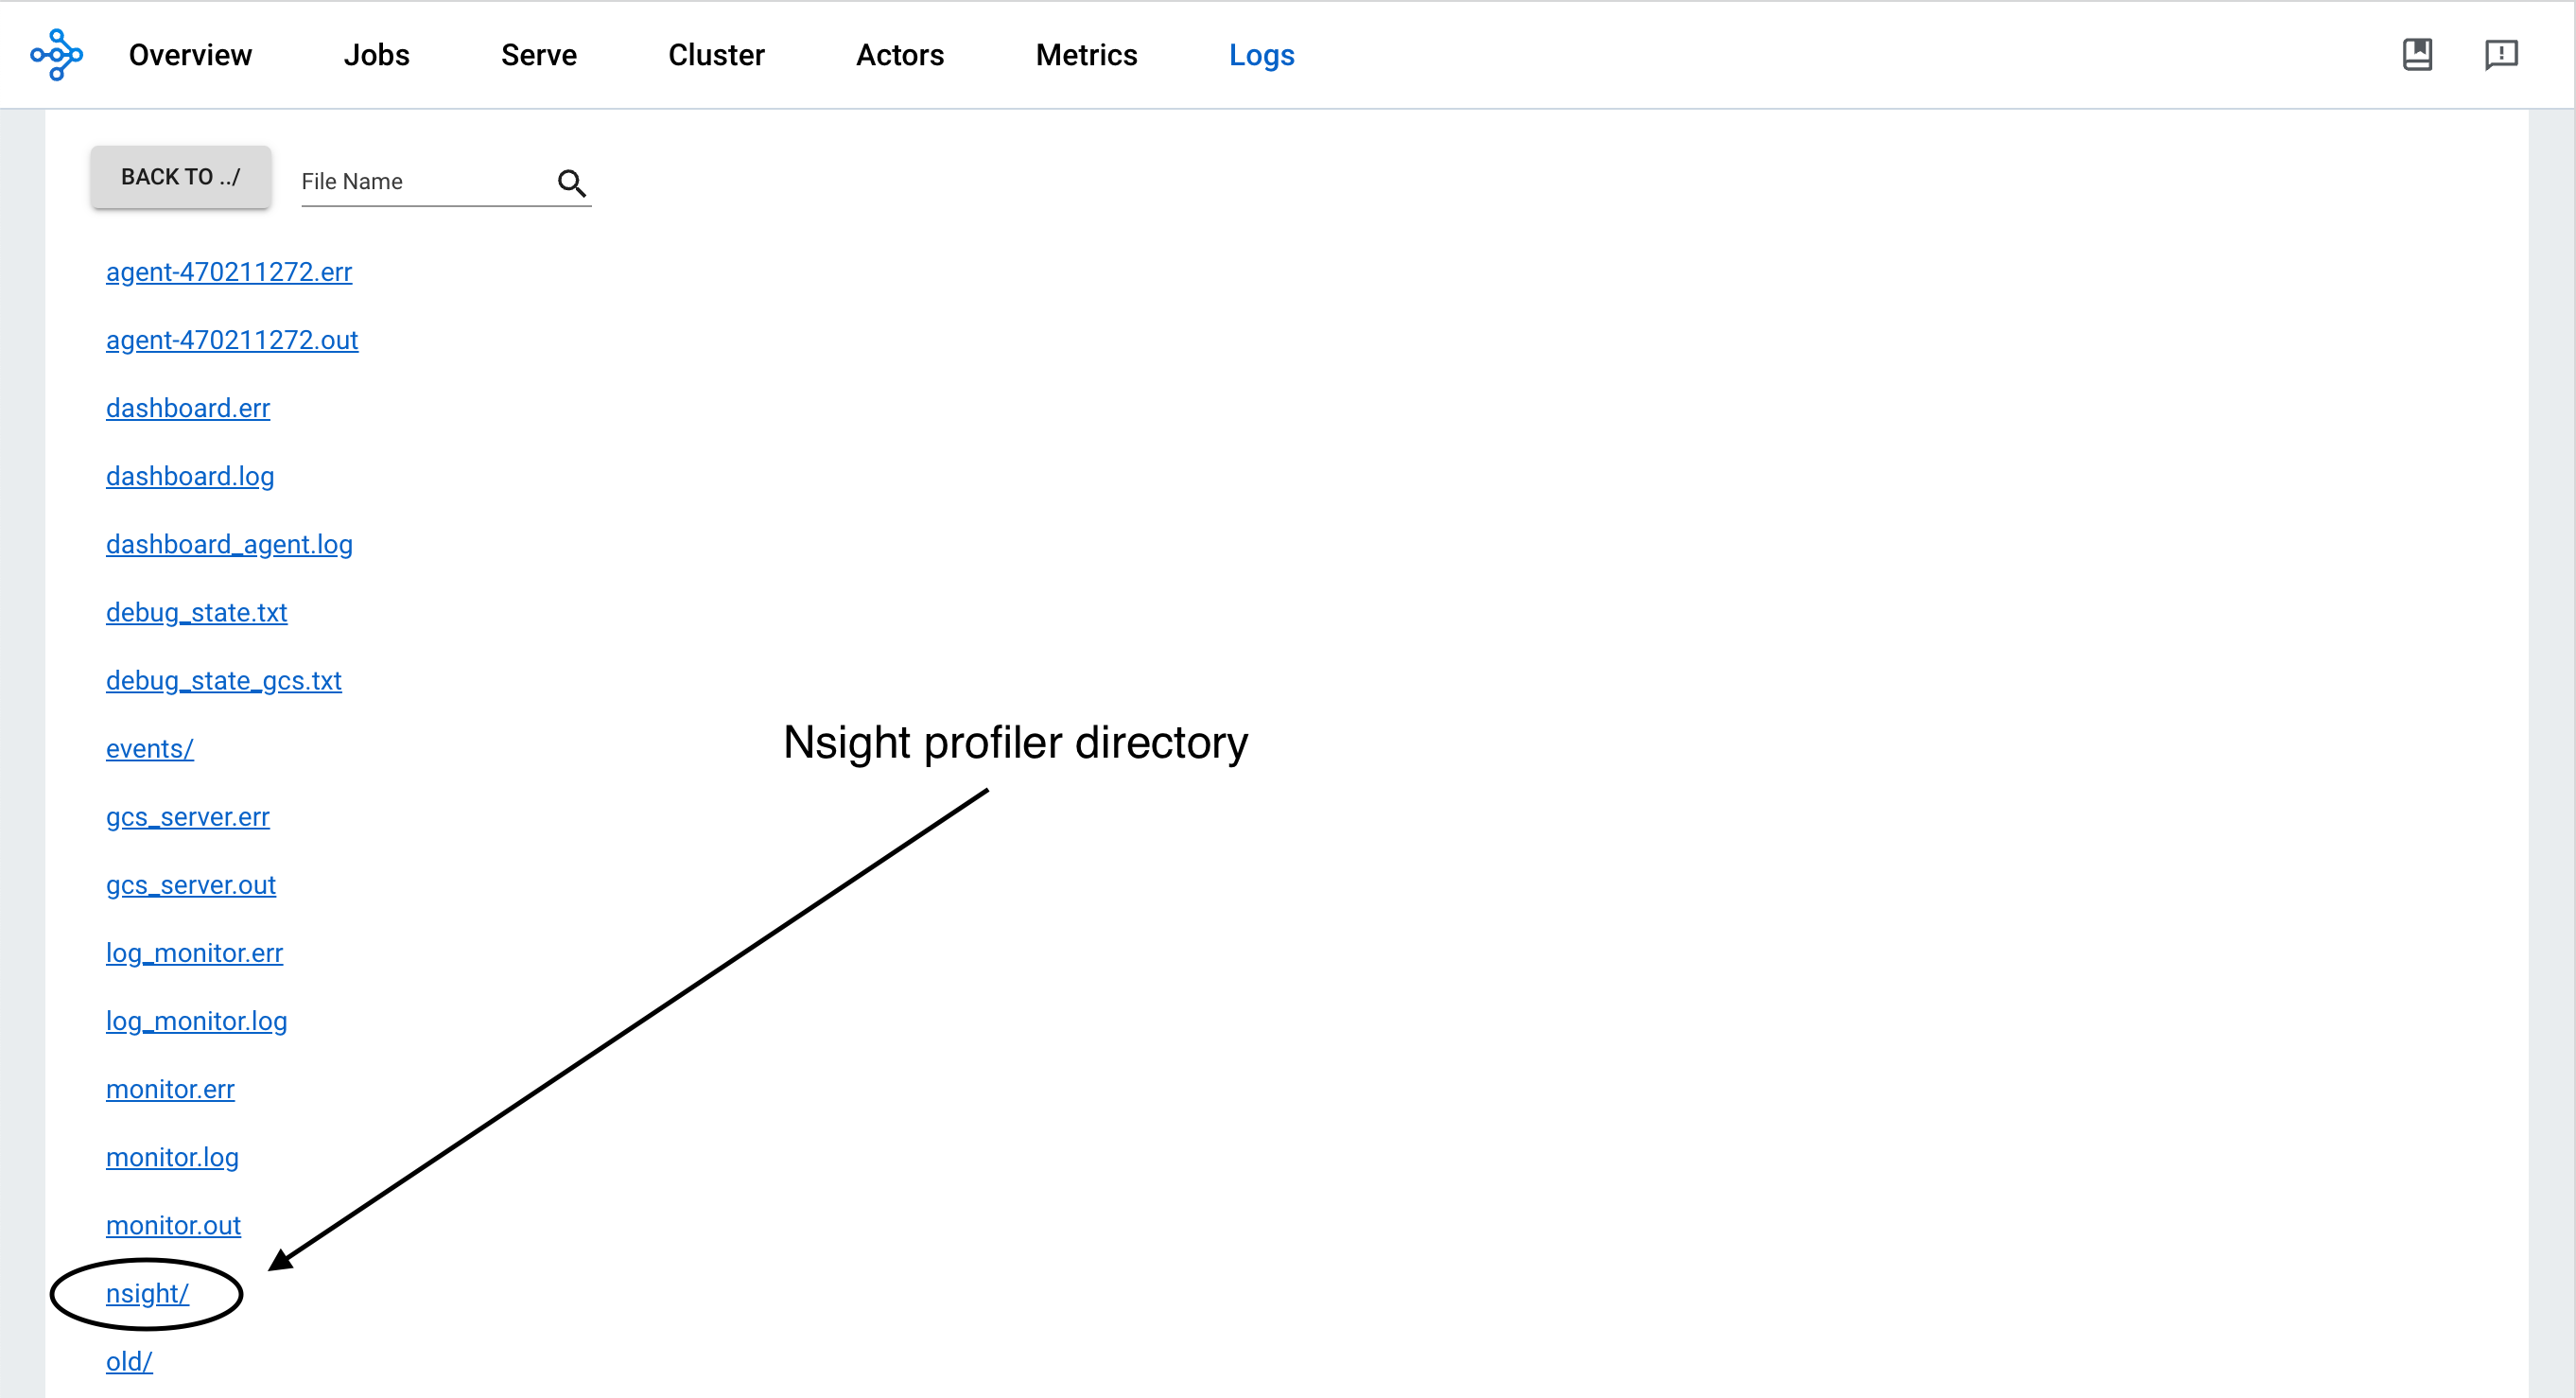 Overview Jobs Serve Cluster Actors Metrics Logs
BACK TO ../ File Name
agent-470211272.err
agent-470211272.out
dashboard.err
dashboard.log
dashboard_agent.log
debug_state.txt
debug_state_gcs.txt
Nsight profiler directory
events/
gcs_server.err
gcs_server.out
log_monitor.err
log_monitor.log
monitor.err
monitor.log
monitor.out
nsight/
old/